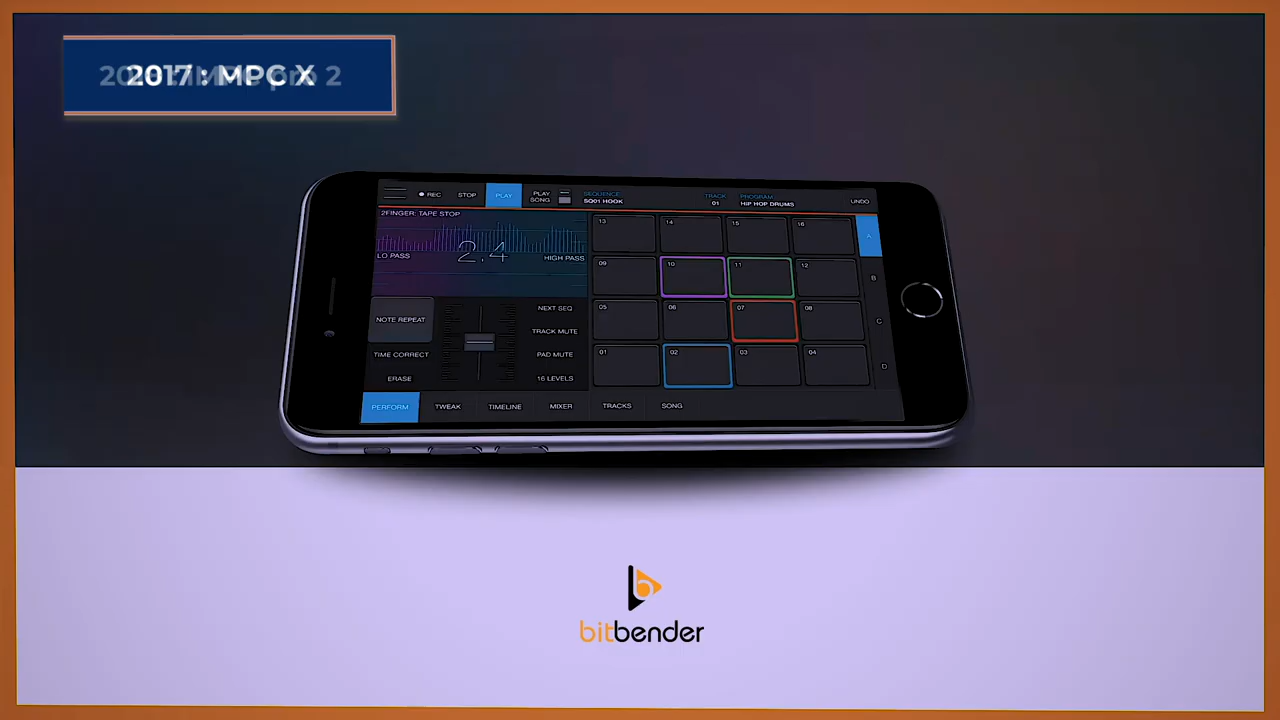 2017 : MPC X
REC
STOP
PLAY
PLAY SONG
SEQUENCE
SQ01 HOOK
TRACK
01
PROGRAM
HIP HOP DRUMS
UNDO
2FINGER: TAPE STOP
2.4
LO PASS
HIGH PASS
NOTE REPEAT
TIME CORRECT
ERASE
NEXT SEQ
TRACK MUTE
PAD MUTE
16 LEVELS
13 14 15 16
09 10 11 12
05 06 07 08
01 02 03 04
A
B
C
D
PERFORM TWEAK TIMELINE MIXER TRACKS SONG
bitbender